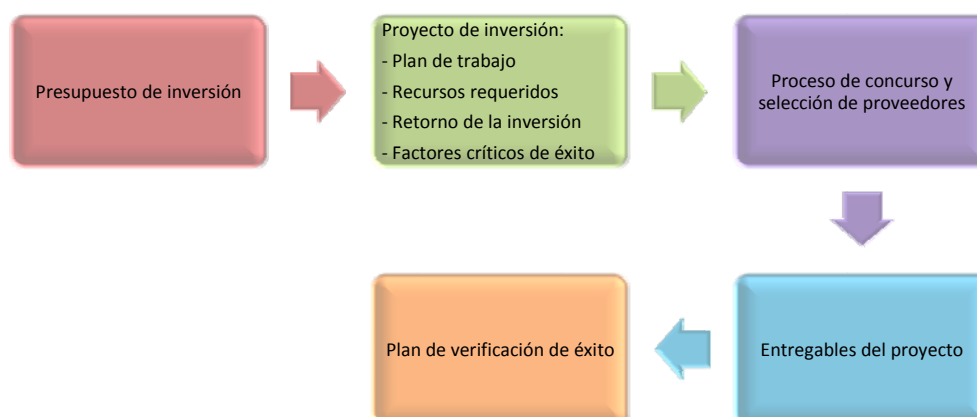 Presupuesto de inversión
Proyecto de inversión:
- Plan de trabajo
- Recursos requeridos
- Retorno de la inversión
- Factores críticos de éxito
Proceso de concurso y
selección de proveedores
Entregables del proyecto
Plan de verificación de éxito